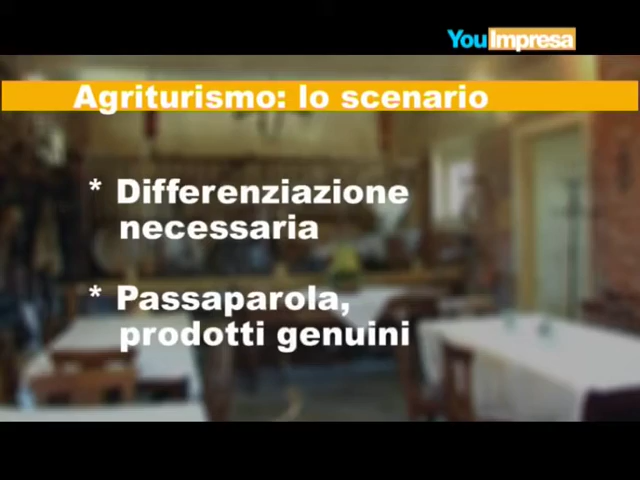 YouImpresa
Agriturismo: lo scenario
* Differenziazione
necessaria
* Passaparola,
prodotti genuini